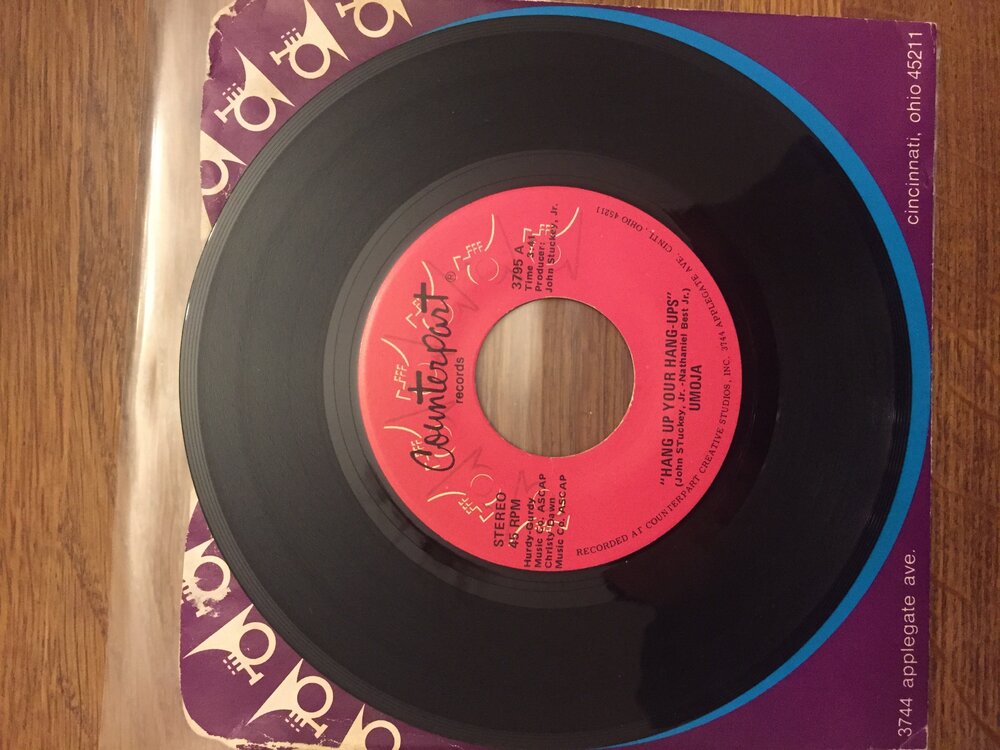 Counterpart®
records
STEREO
45 RPM
Hurdy-Gurdy
Music Co. ASCAP
Christy-Dawn
Music Co. ASCAP
3795 A
Time 3:41
Producer:
John Stuckey, Jr.
"HANG UP YOUR HANG-UPS"
(John STuckey, Jr. -Nathaniel Best Jr.)
UMOJA
RECORDED AT COUNTERPART CREATIVE STUDIOS, INC. 3744 APPLEGATE AVE. CINTI., OHIO 45211
3744 applegate ave.
cincinnati, ohio 45211